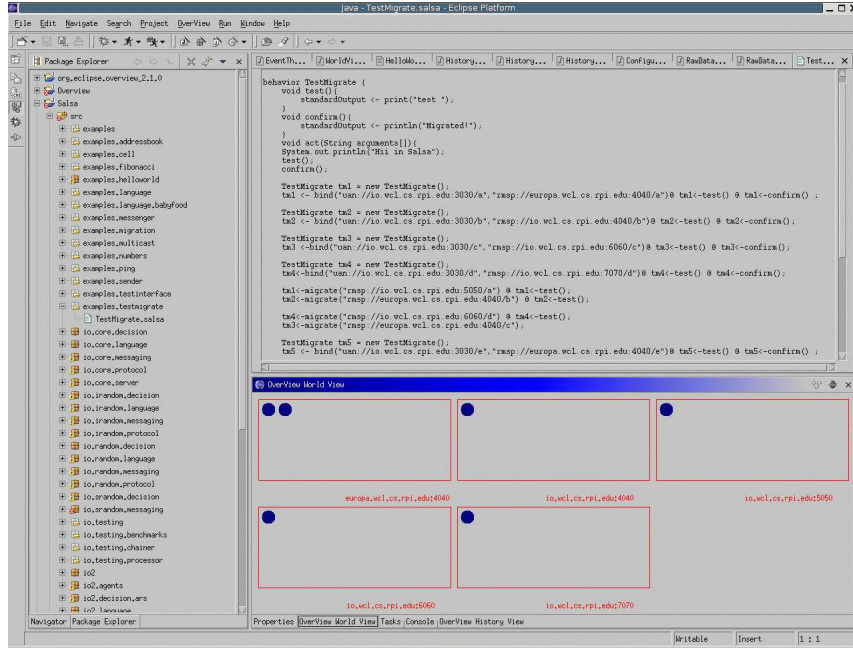 Java - TestMigrate.salsa - Eclipse Platform
File Edit Navigate Search Project OverView Run Window Help
Package Explorer
EventTh... WorldVi... HelloWo... History... History... History... Configu... RawData... RawData... Test...
org.eclipse.overview_2.1.0
Overview
Salsa
src
examples
examples.addressbook
examples.cell
examples.fibonacci
examples.helloworld
examples.language
examples.language.babyfood
examples.messenger
examples.migration
examples.multicast
examples.numbers
examples.ping
examples.sender
examples.testinterface
examples.testmigrate
TestMigrate.salsa
io.core.decision
io.core.language
io.core.messaging
io.core.protocol
io.core.server
io.irandom.decision
io.irandom.language
io.irandom.messaging
io.irandom.protocol
io.random.decision
io.random.language
io.random.messaging
io.random.protocol
io.srandom.decision
io.srandom.messaging
io.testing
io.testing.benchmarks
io.testing.chainer
io.testing.processor
io2
io2.agents
io2.decision.ars
io2.language
Navigator Package Explorer
behavior TestMigrate {
void test(){
standardOutput <- print("test ");
}
void confirm(){
standardOutput <- println("Migrated!");
}
void act(String arguments[]){
System.out.println("Hii in Salsa");
test();
confirm();
TestMigrate tm1 = new TestMigrate();
tm1 <- bind("uan://io.wcl.cs.rpi.edu:3030/a","rmsp://europa.wcl.cs.rpi.edu:4040/a")@ tm1<-test() @ tm1<-confirm() ;
TestMigrate tm2 = new TestMigrate();
tm2 <- bind("uan://io.wcl.cs.rpi.edu:3030/b","rmsp://io.wcl.cs.rpi.edu:4040/b")@ tm2<-test() @ tm2<-confirm();
TestMigrate tm3 = new TestMigrate();
tm3 <-bind("uan://io.wcl.cs.rpi.edu:3030/c","rmsp://io.wcl.cs.rpi.edu:6060/c")@ tm3<-test() @ tm3<-confirm();
TestMigrate tm4 = new TestMigrate();
tm4<-bind("uan://io.wcl.cs.rpi.edu:3030/d","rmsp://io.wcl.cs.rpi.edu:7070/d")@ tm4<-test() @ tm4<-confirm();
tm1<-migrate("rmsp://io.wcl.cs.rpi.edu:5050/a") @ tm1<-test();
tm2<-migrate("rmsp://europa.wcl.cs.rpi.edu:4040/b") @ tm2<-test();
tm4<-migrate("rmsp://io.wcl.cs.rpi.edu:6060/d") @ tm4<-test();
tm3<-migrate("rmsp://europa.wcl.cs.rpi.edu:4040/c");
TestMigrate tm5 = new TestMigrate();
tm5 <- bind("uan://io.wcl.cs.rpi.edu:3030/e","rmsp://europa.wcl.cs.rpi.edu:4040/e")@ tm5<-test() @ tm5<-confirm() ;
OverView World View
europa.wcl.cs.rpi.edu:4040
io.wcl.cs.rpi.edu:4040
io.wcl.cs.rpi.edu:5050
io.wcl.cs.rpi.edu:6060
io.wcl.cs.rpi.edu:7070
Properties OverView World View Tasks Console OverView History View
Writable Insert 1 : 1